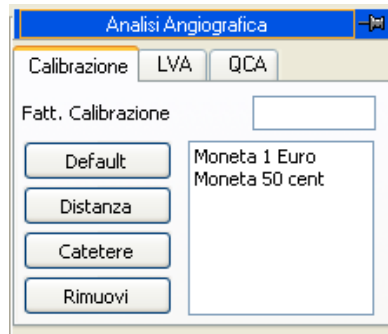 Analisi Angiografica
Calibrazione LVA QCA
Fatt. Calibrazione
Default
Distanza
Catetere
Rimuovi
Moneta 1 Euro
Moneta 50 cent